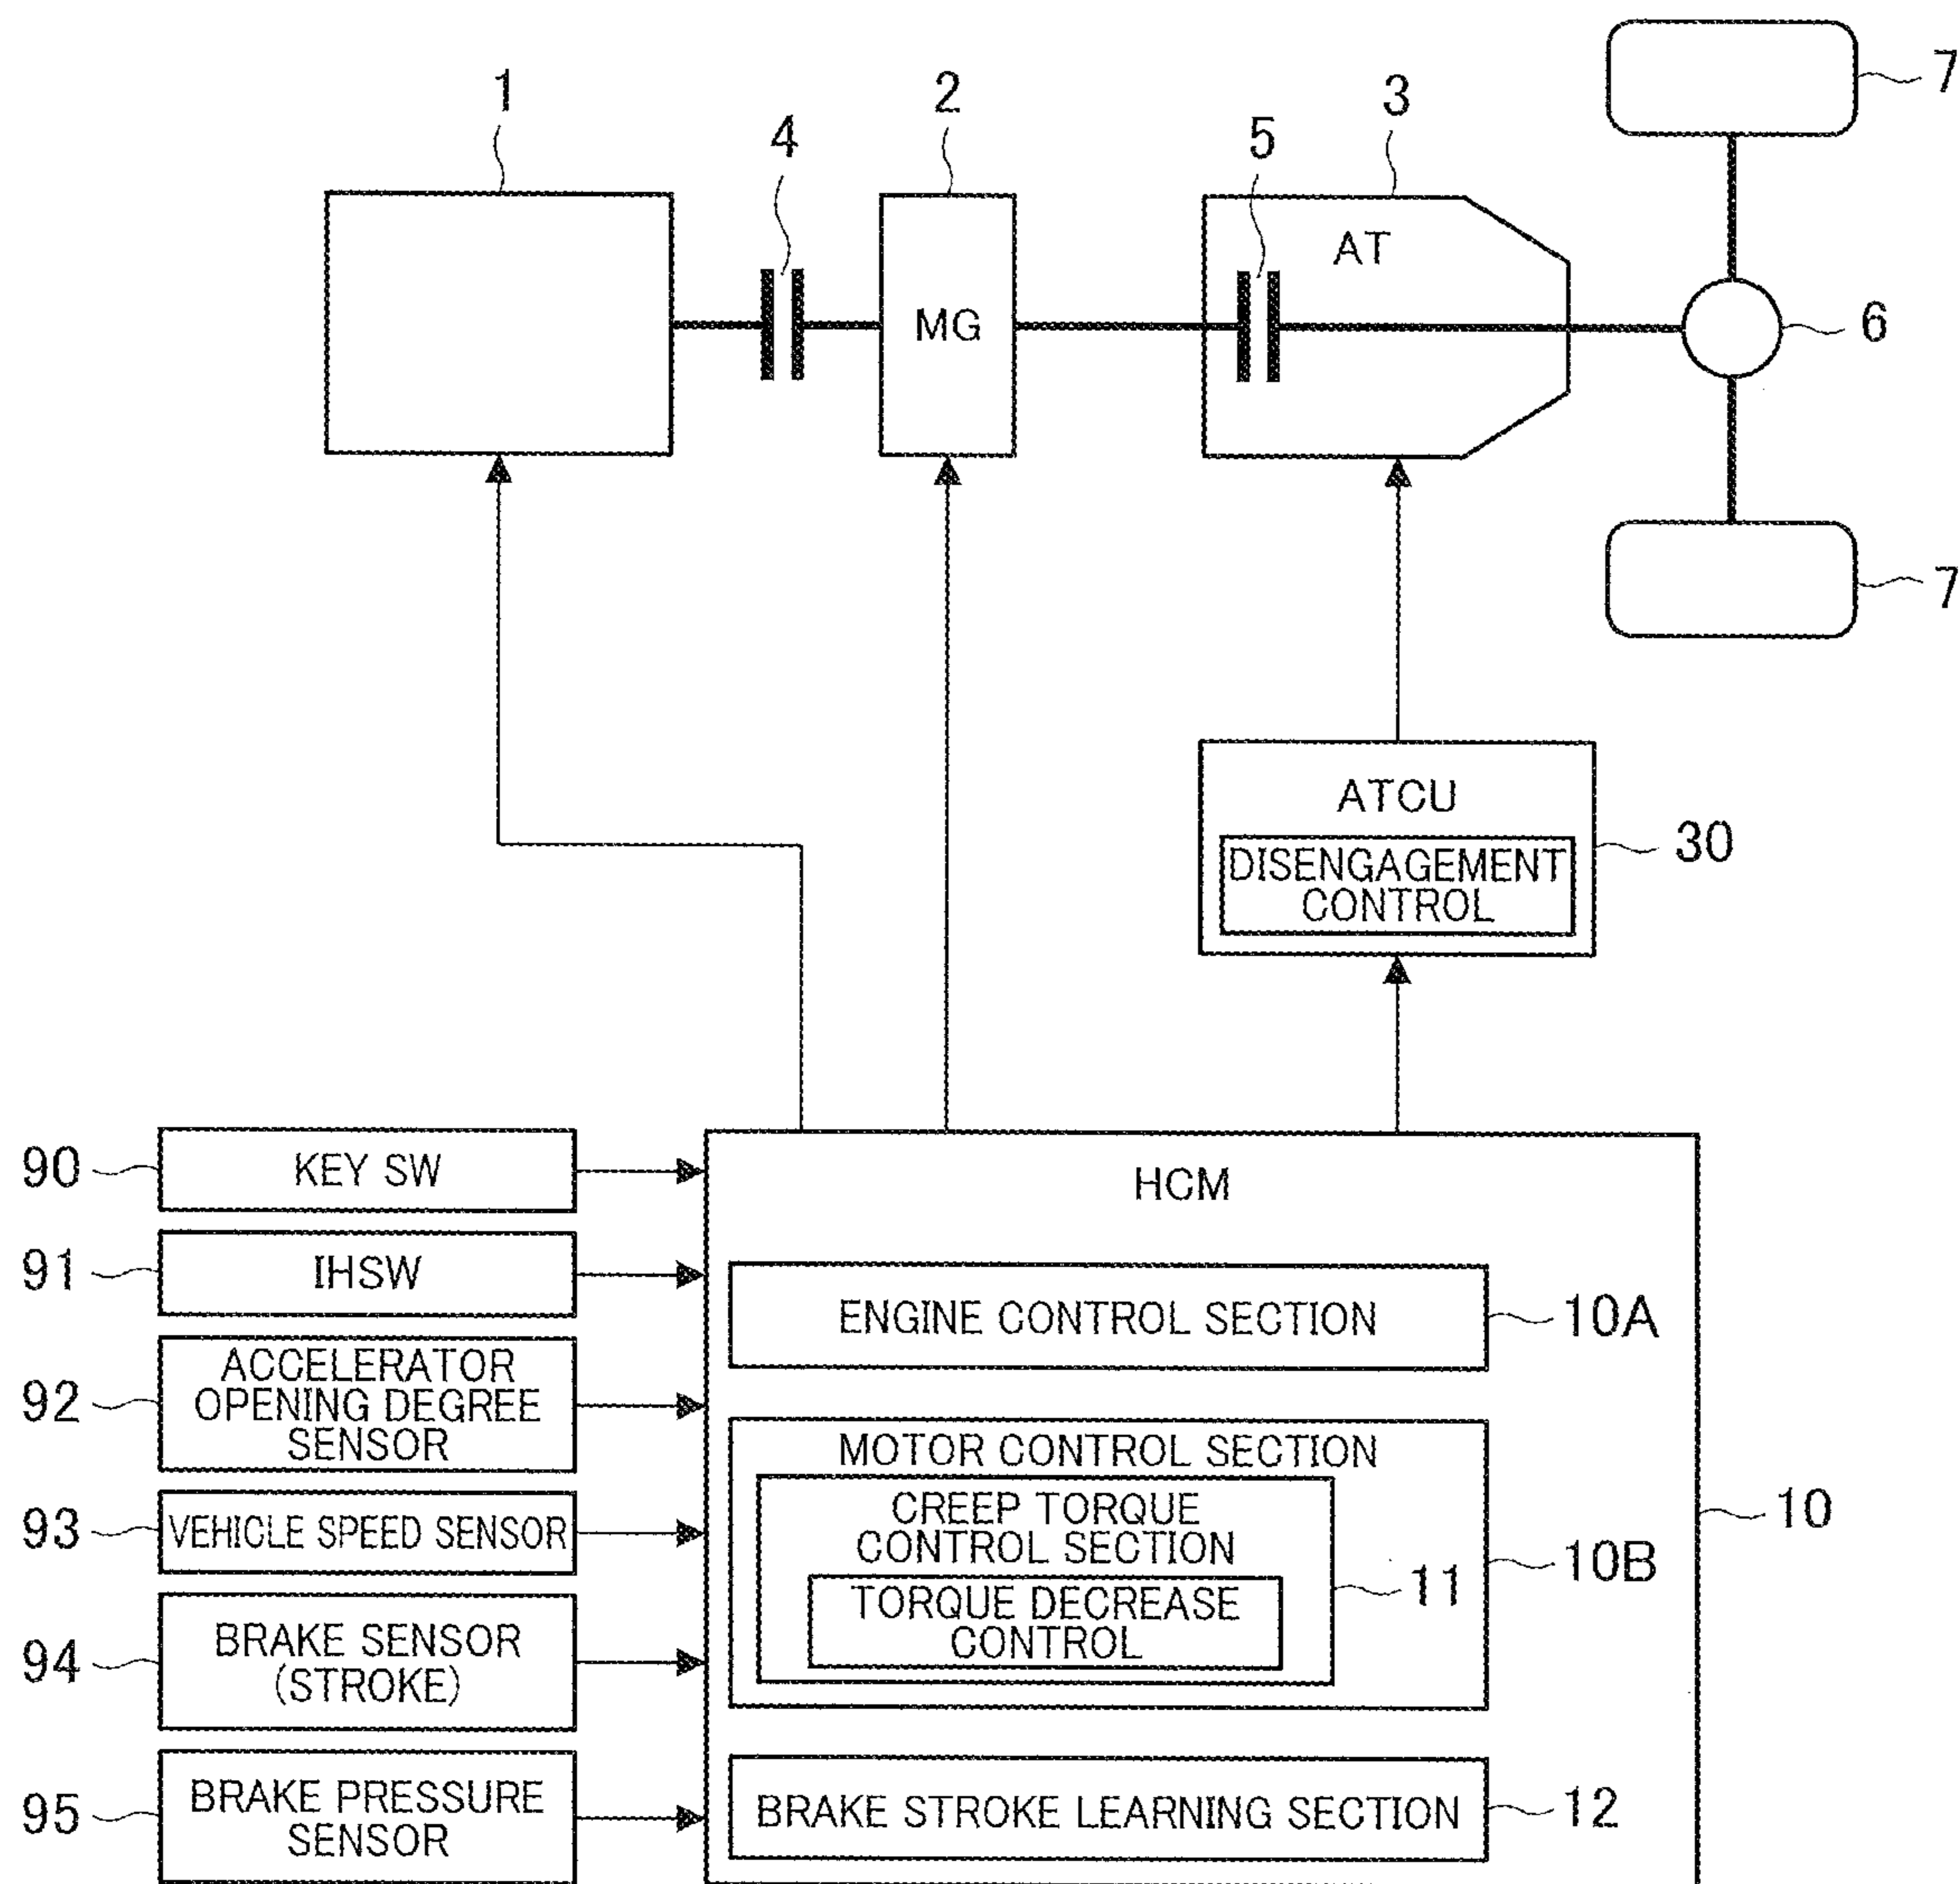 1
2
3
4
5
7
AT
MG
6
7
ATCU
30
DISENGAGEMENT
CONTROL
90
KEY SW
HCM
91
IHSW
ENGINE CONTROL SECTION
10A
92
ACCELERATOR
OPENING DEGREE
SENSOR
MOTOR CONTROL SECTION
CREEP TORQUE
CONTROL SECTION
10
93
VEHICLE SPEED SENSOR
10B
11
TORQUE DECREASE
CONTROL
94
BRAKE SENSOR
(STROKE)
95
BRAKE PRESSURE
SENSOR
BRAKE STROKE LEARNING SECTION
12